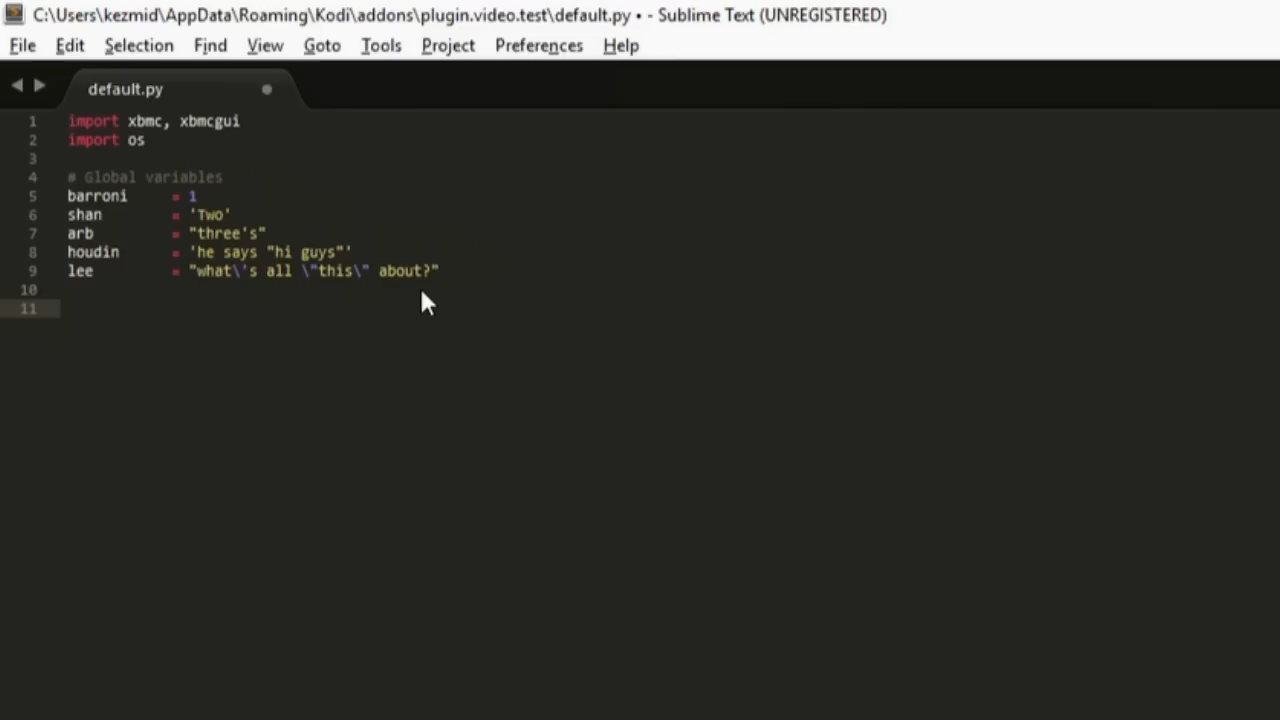 C:\Users\kezmid\AppData\Roaming\Kodi\addons\plugin.video.test\default.py • - Sublime Text (UNREGISTERED)
File Edit Selection Find View Goto Tools Project Preferences Help
default.py
1 import xbmc, xbmcgui
2 import os
3
4 # Global variables
5 barroni = 1
6 shan = 'Two'
7 arb = "three's"
8 houdin = 'he says "hi guys"'
9 lee = "what\'s all \"this\" about?"
10
11